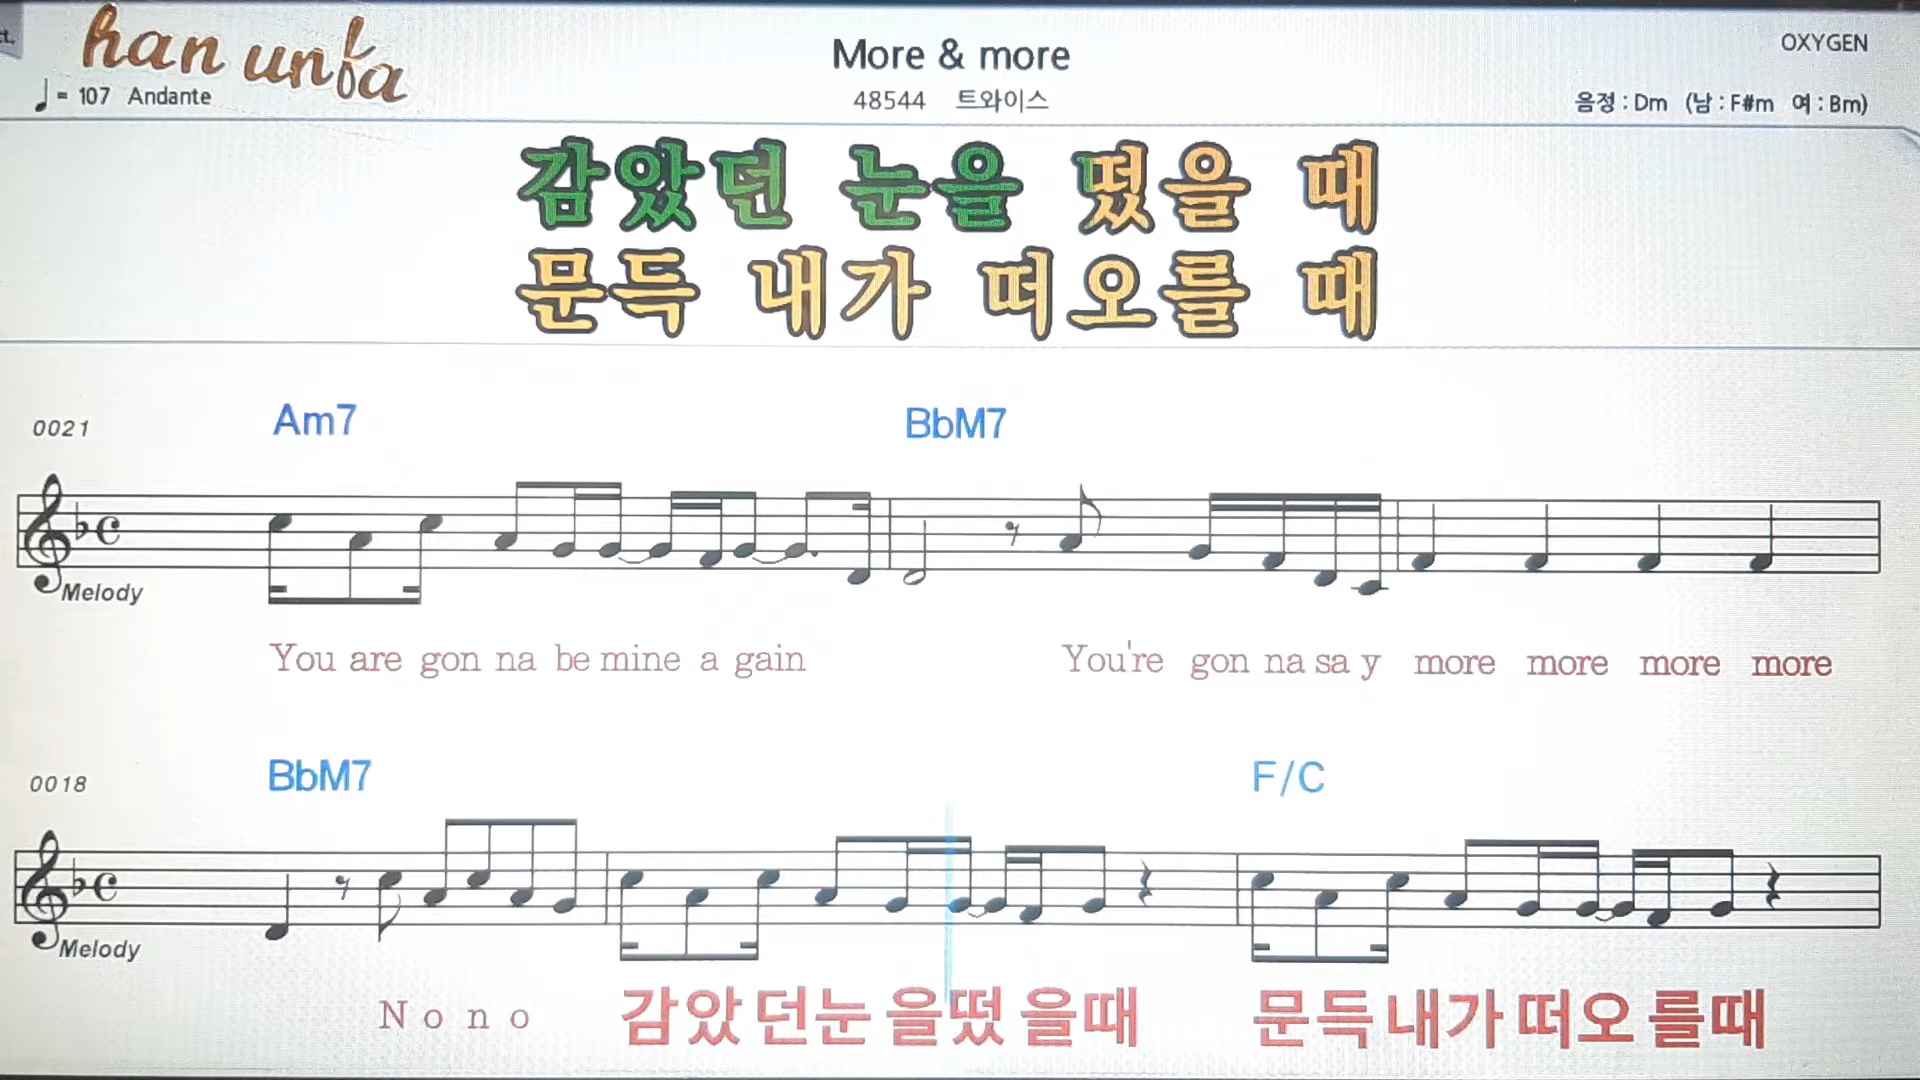 ct.
han unfa
More & more
OXYGEN
♩= 107 Andante
48544 트와이스
음정 : Dm (남 : F#m 여 : Bm)
감았던 눈을 떴을 때
문득 내가 떠오를 때
0021
Am7 BbM7
Melody
You are gon na be mine a gain You're gon na sa y more more more more
0018
BbM7 F/C
Melody
N o n o 감았던눈을떴을때 문득내가떠오를때